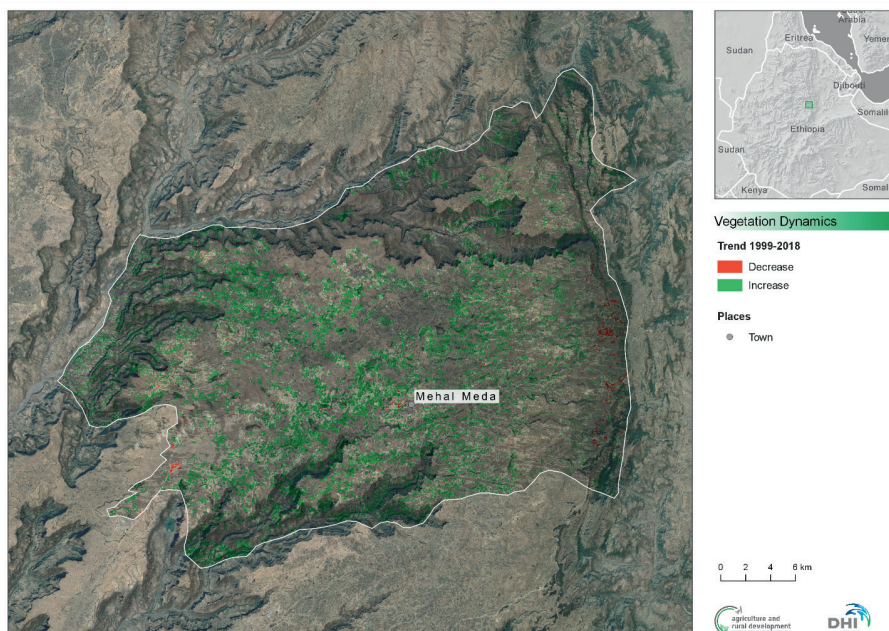 Mehal Meda
Sudan
Eritrea
Arabia
Yemen
Djibouti
Somalil
Ethiopia
Sudan
Kenya
Somal
Vegetation Dynamics
Trend 1999-2018
Decrease
Increase
Places
Town
0 2 4 6 km
agriculture and
rural development
DHI